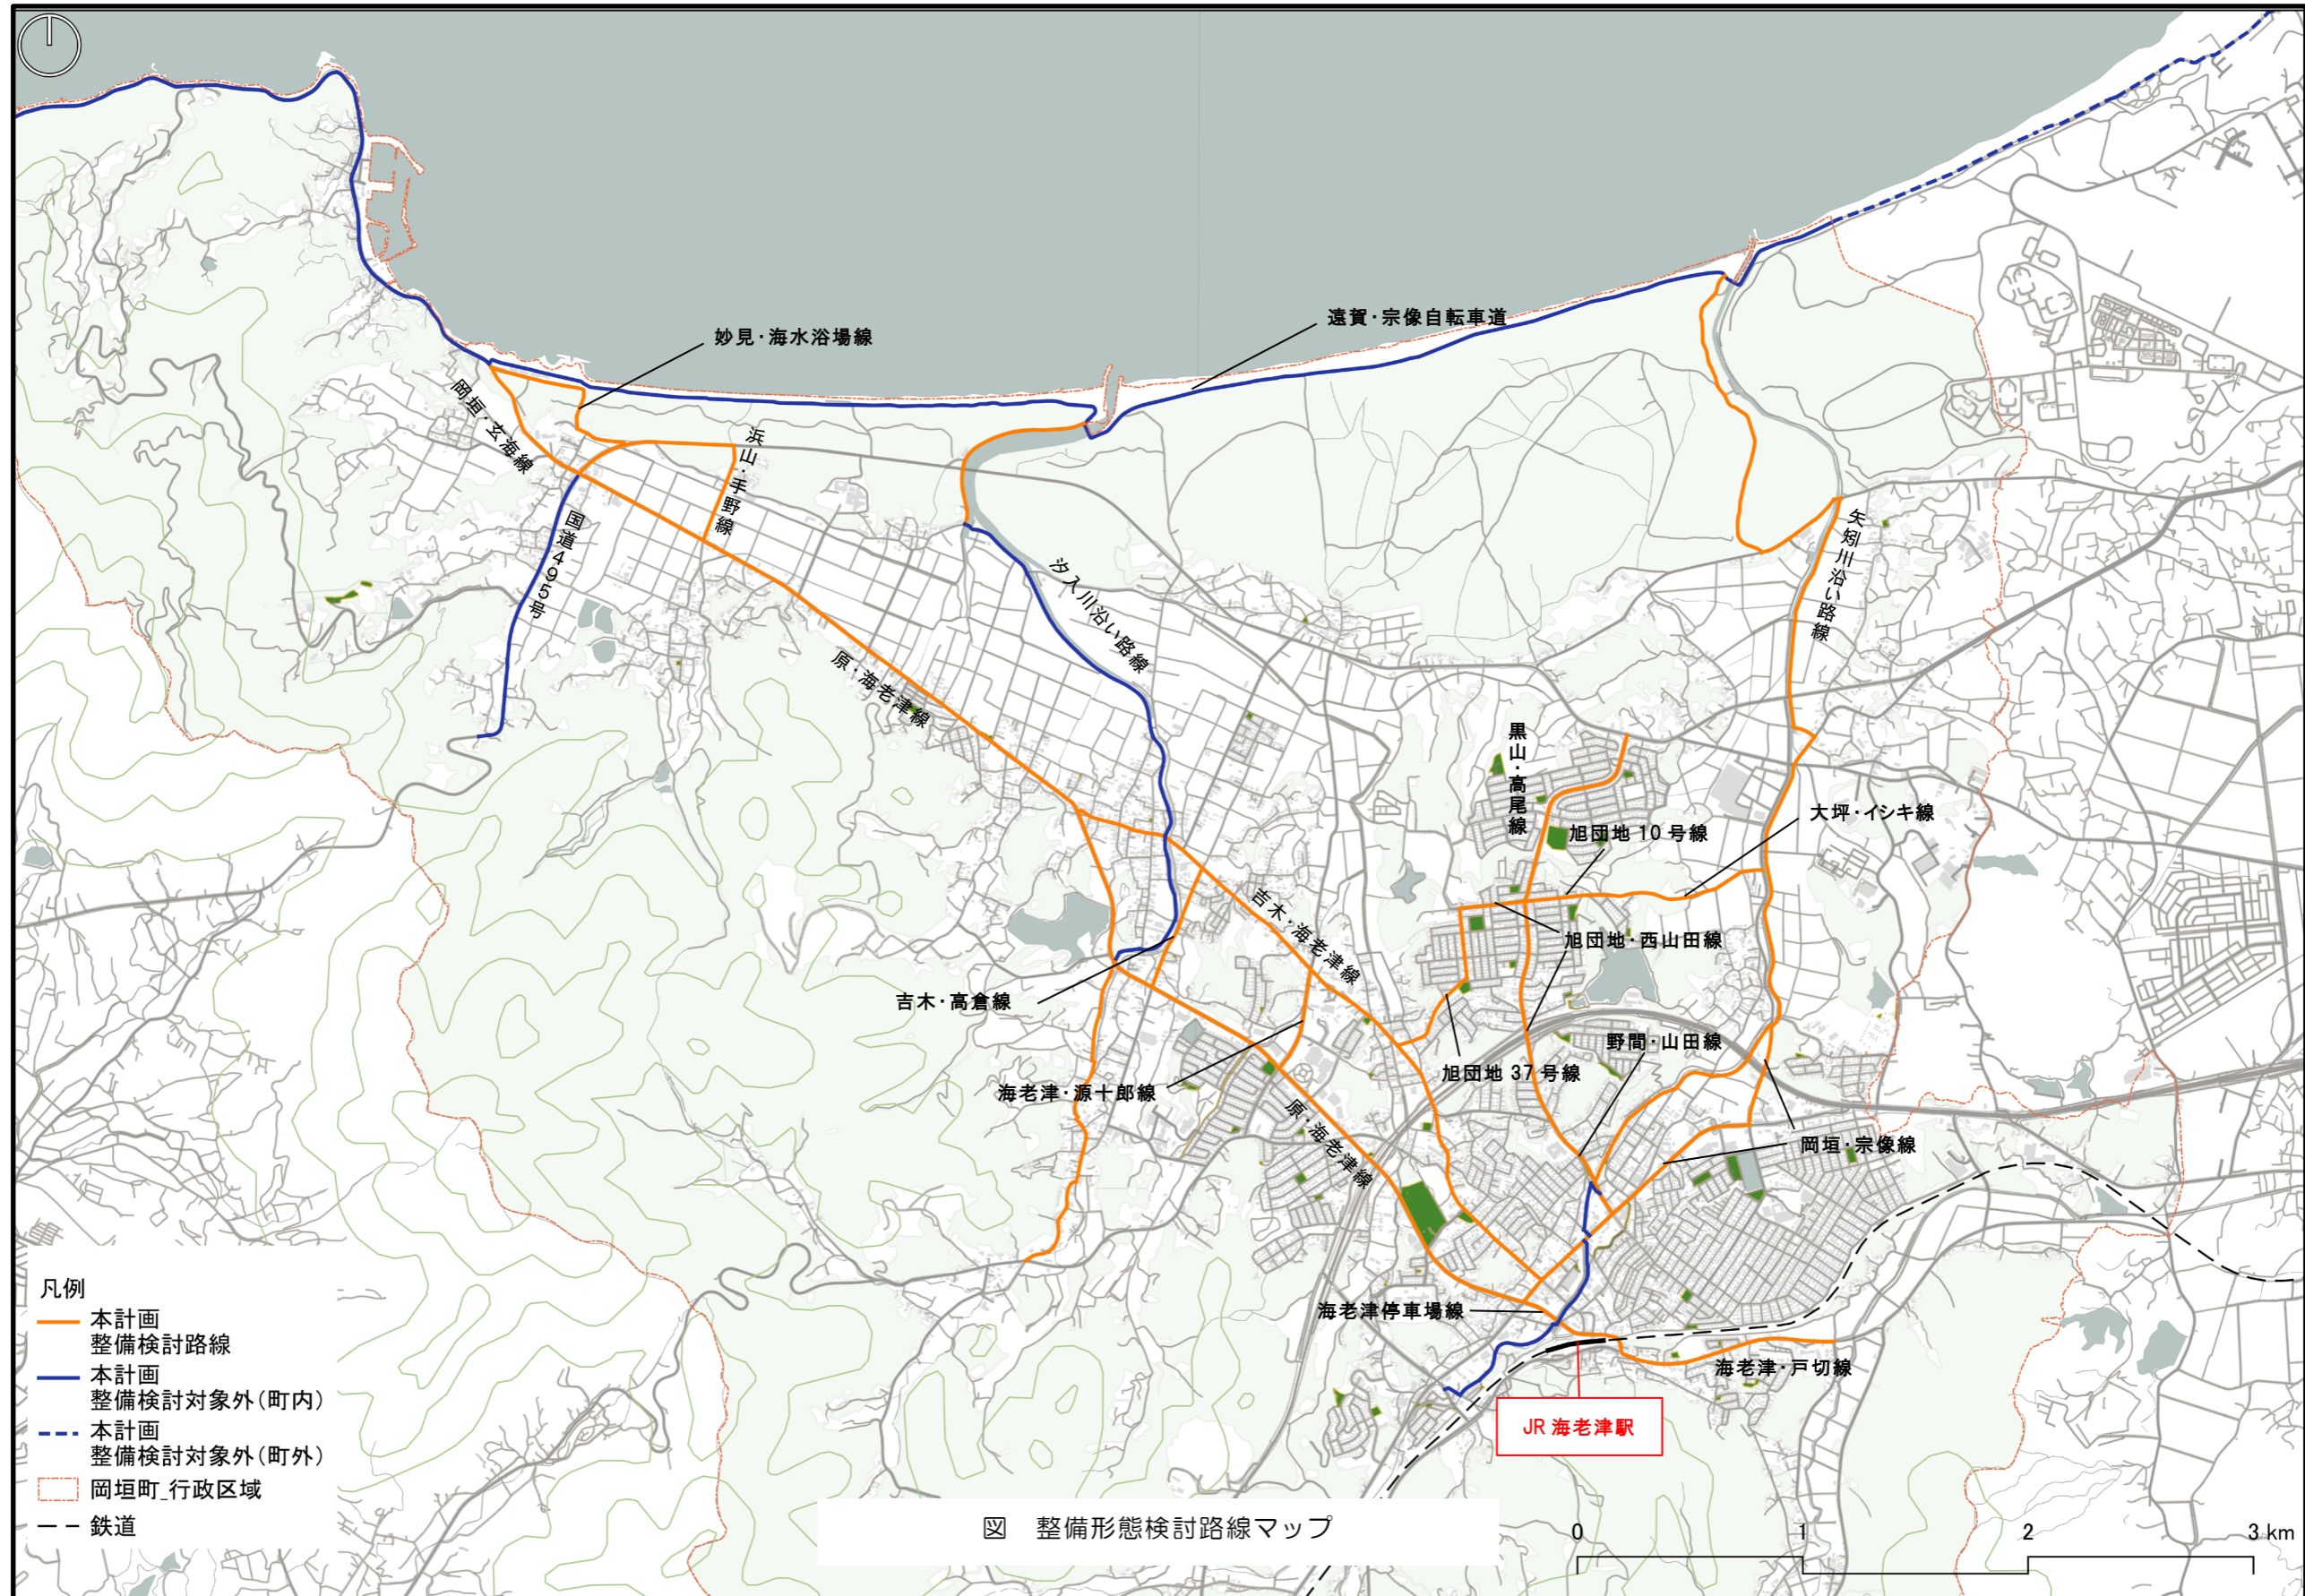 妙見・海水浴場線
遠賀・宗像自転車道
岡垣・玄海線
浜山・手野線
国道495号
汐入川沿い路線
矢矧川沿い路線
原・海老津線
黒山・高尾線
大坪・イシキ線
旭団地10号線
吉木・海老津線
旭団地・西山田線
吉木・高倉線
野間・山田線
旭団地37号線
海老津・源十郎線
原・海老津線
岡垣・宗像線
海老津停車場線
海老津・戸切線
JR海老津駅
凡例
本計画
整備検討路線
本計画
整備検討対象外(町内)
本計画
整備検討対象外(町外)
岡垣町_行政区域
鉄道
図 整備形態検討路線マップ
0 1 2 3 km